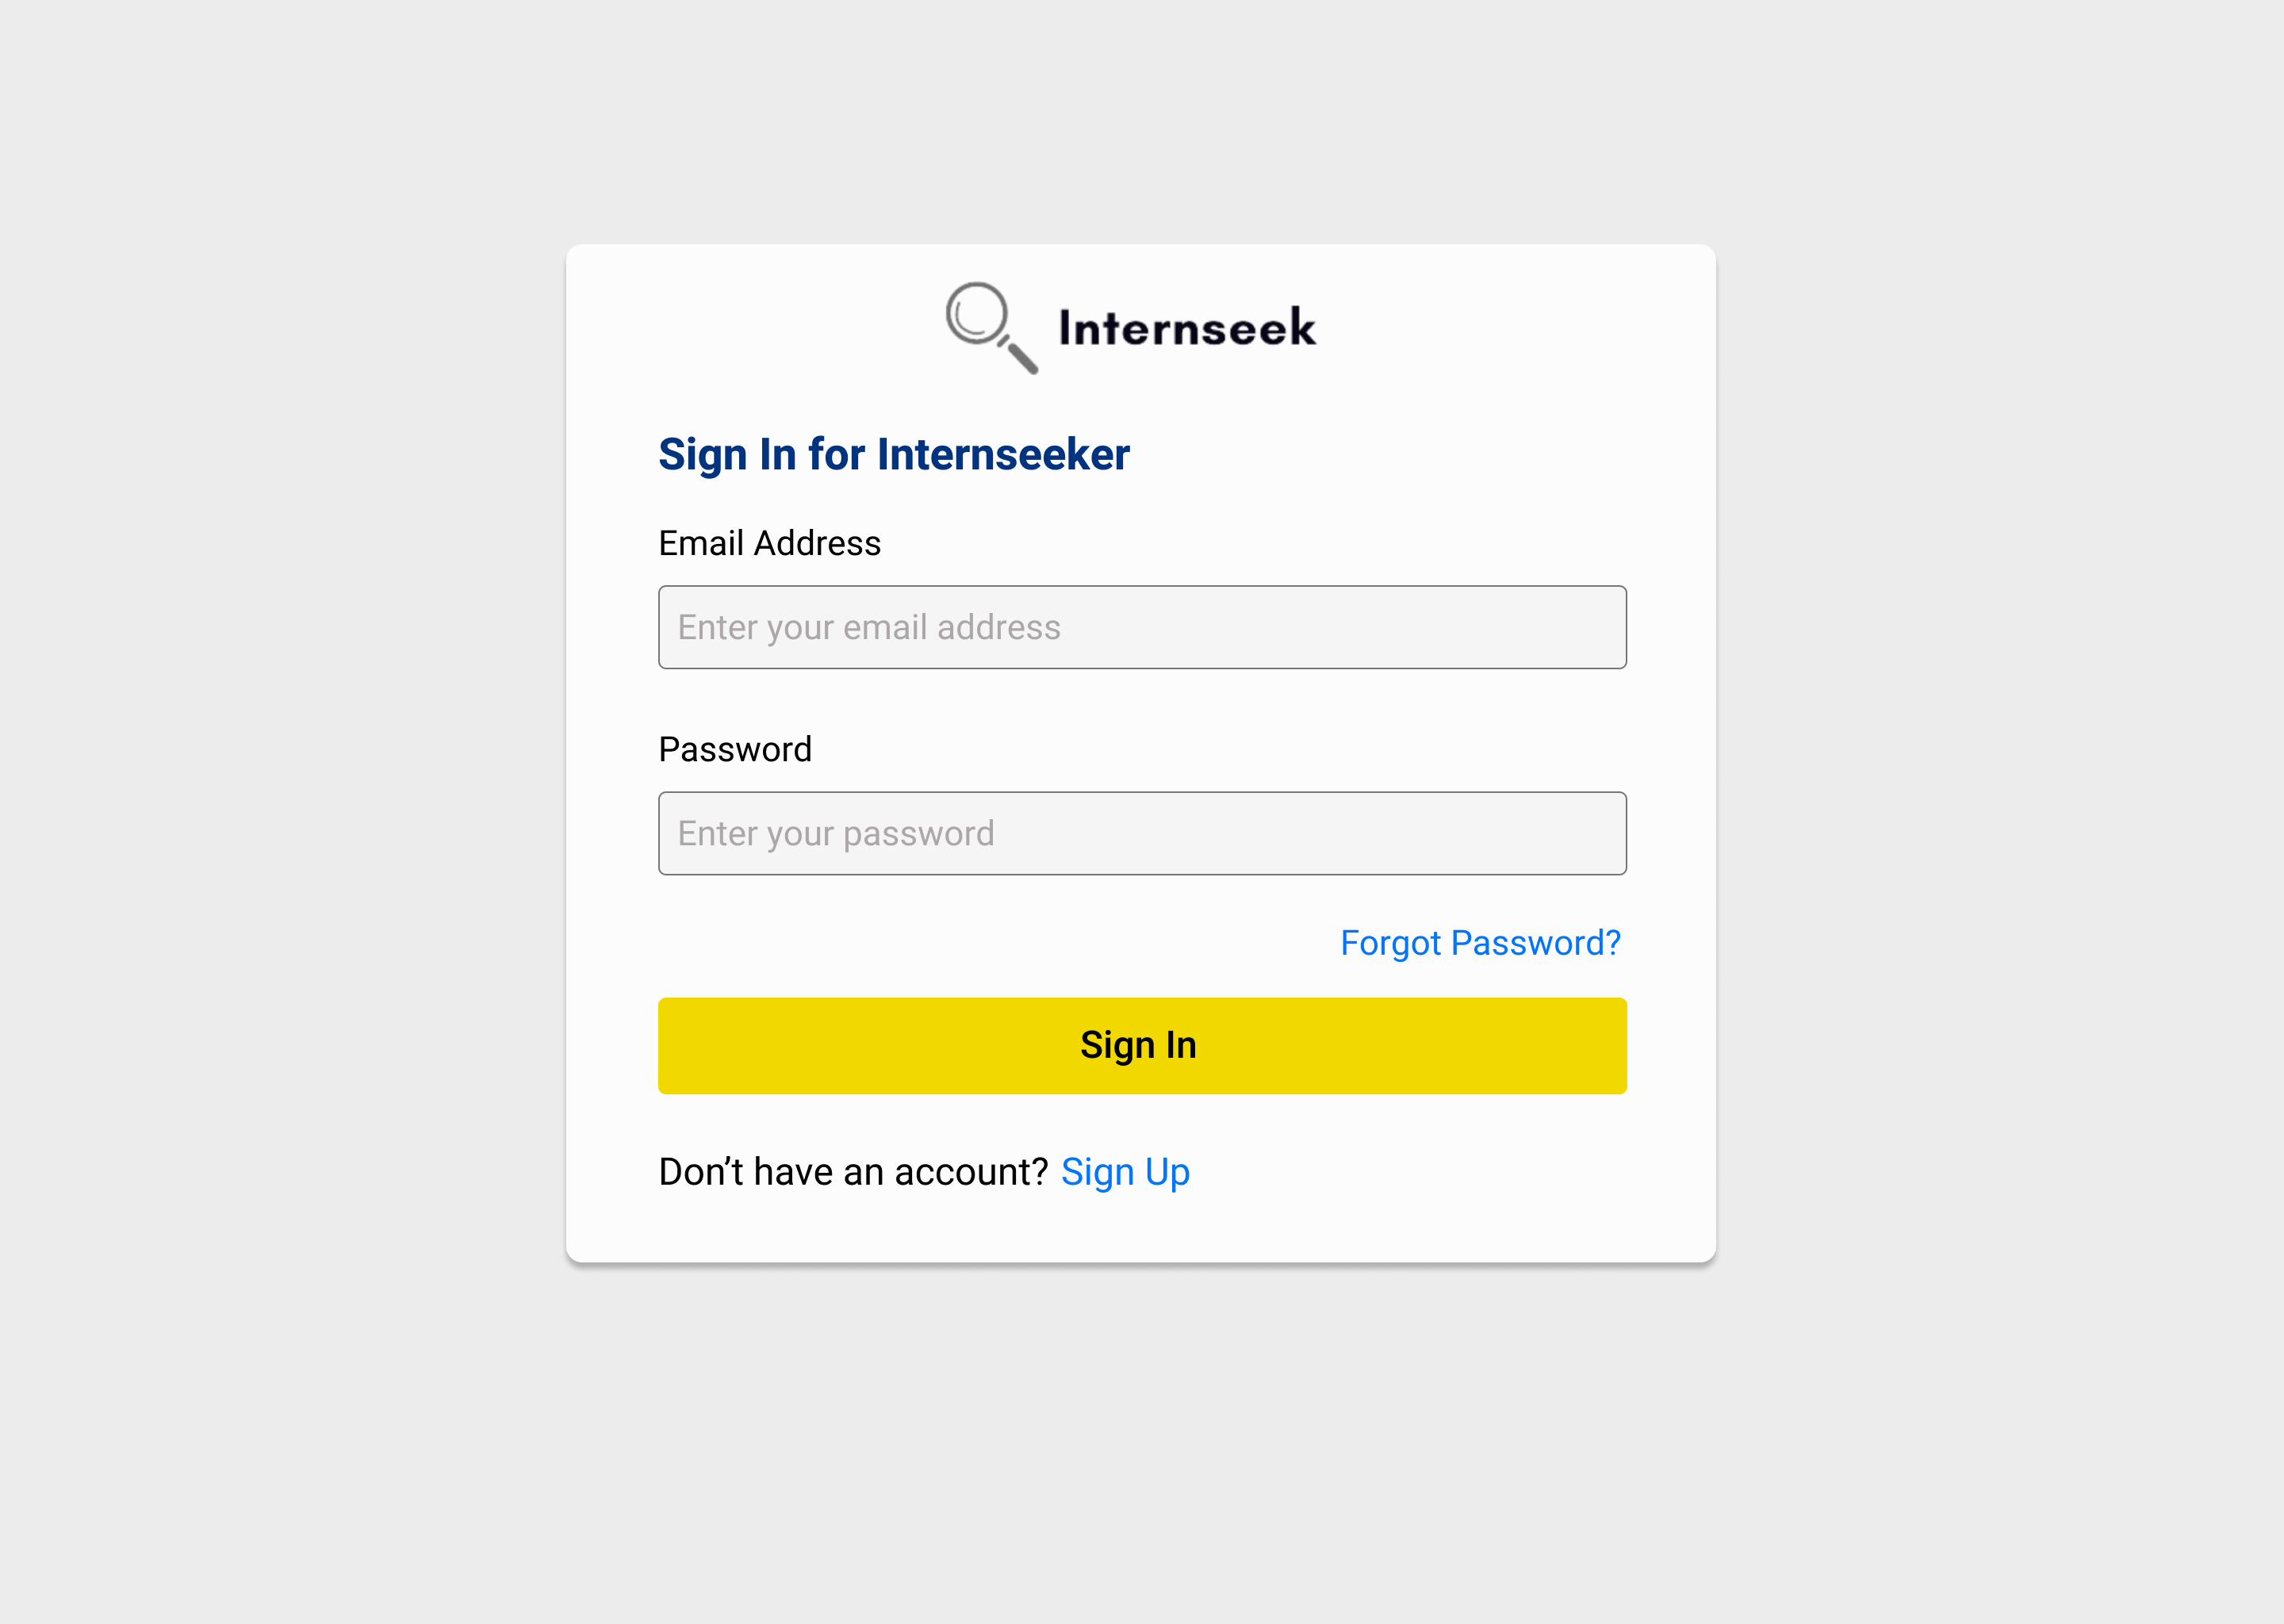 Internseek
Sign In for Internseeker
Email Address
Enter your email address
Password
Enter your password
Forgot Password?
Sign In
Don’t have an account? Sign Up